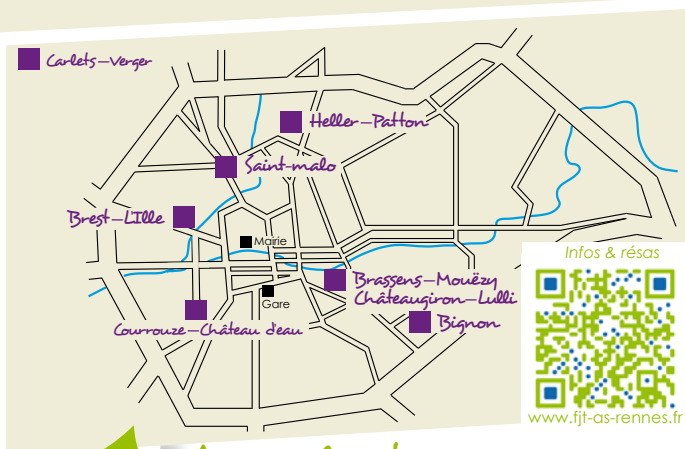 Carlets–Verger
Heller–Patton
Saint-malo
Brest–L'Ille
Mairie
Infos & résas
Brassens–Mouëzy
Châteaugiron–Lulli
Gare
Bignon
Courrouze–Château d'eau
www.fjt-as-rennes.fr